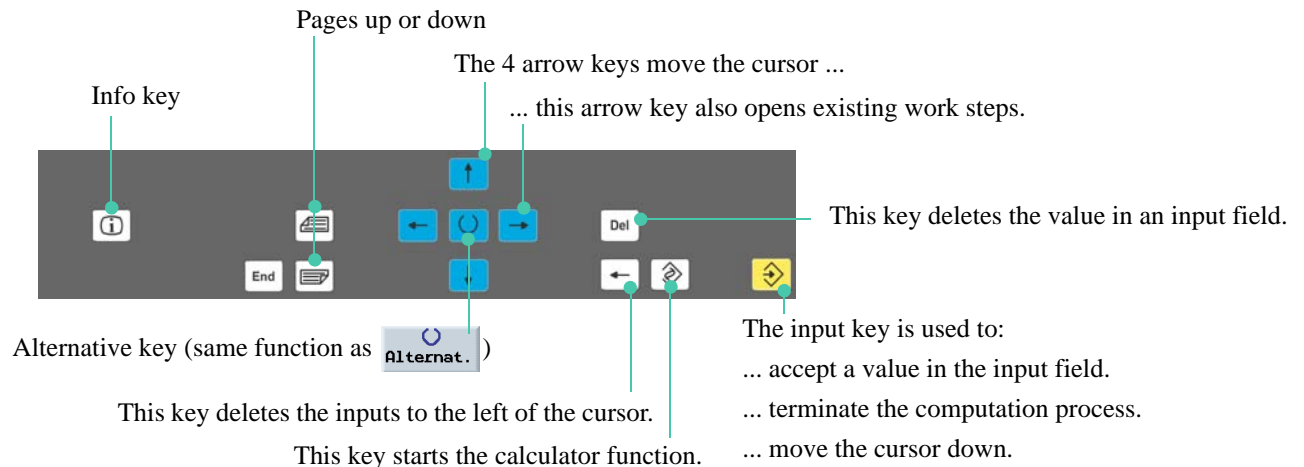 Pages up or down
The 4 arrow keys move the cursor ...
Info key
... this arrow key also opens existing work steps.
This key deletes the value in an input field.
Del
End
Alternative key (same function as Alternat. )
The input key is used to:
... accept a value in the input field.
... terminate the computation process.
... move the cursor down.
This key deletes the inputs to the left of the cursor.
This key starts the calculator function.